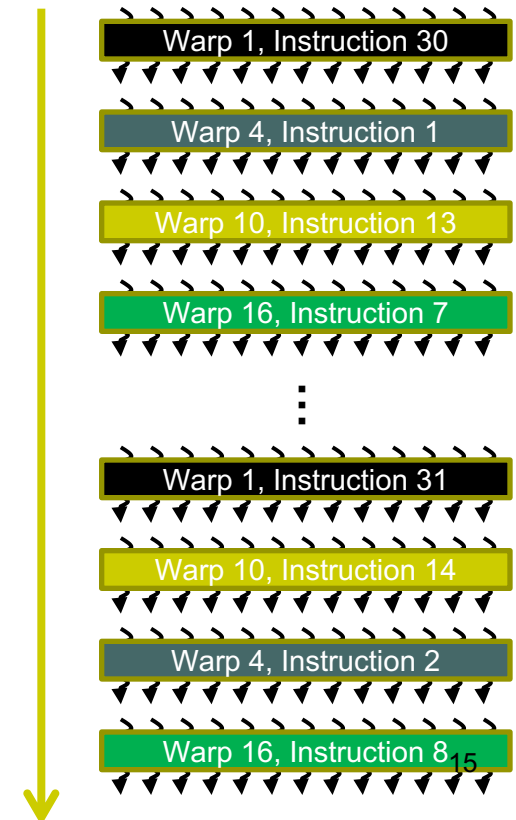 Warp 1, Instruction 30
Warp 4, Instruction 1
Warp 10, Instruction 13
Warp 16, Instruction 7
⋮
Warp 1, Instruction 31
Warp 10, Instruction 14
Warp 4, Instruction 2
Warp 16, Instruction 8
15